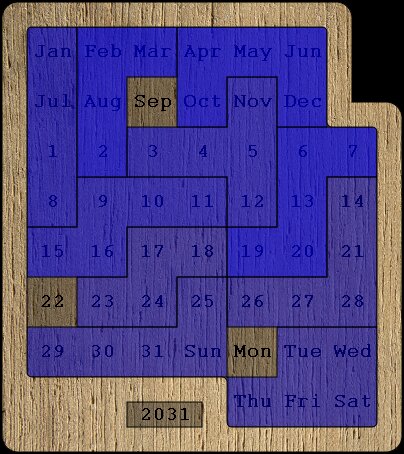 Jan Feb Mar Apr May Jun
Jul Aug Sep Oct Nov Dec
1 2 3 4 5 6 7
8 9 10 11 12 13 14
15 16 17 18 19 20 21
22 23 24 25 26 27 28
29 30 31 Sun Mon Tue Wed
Thu Fri Sat
2031